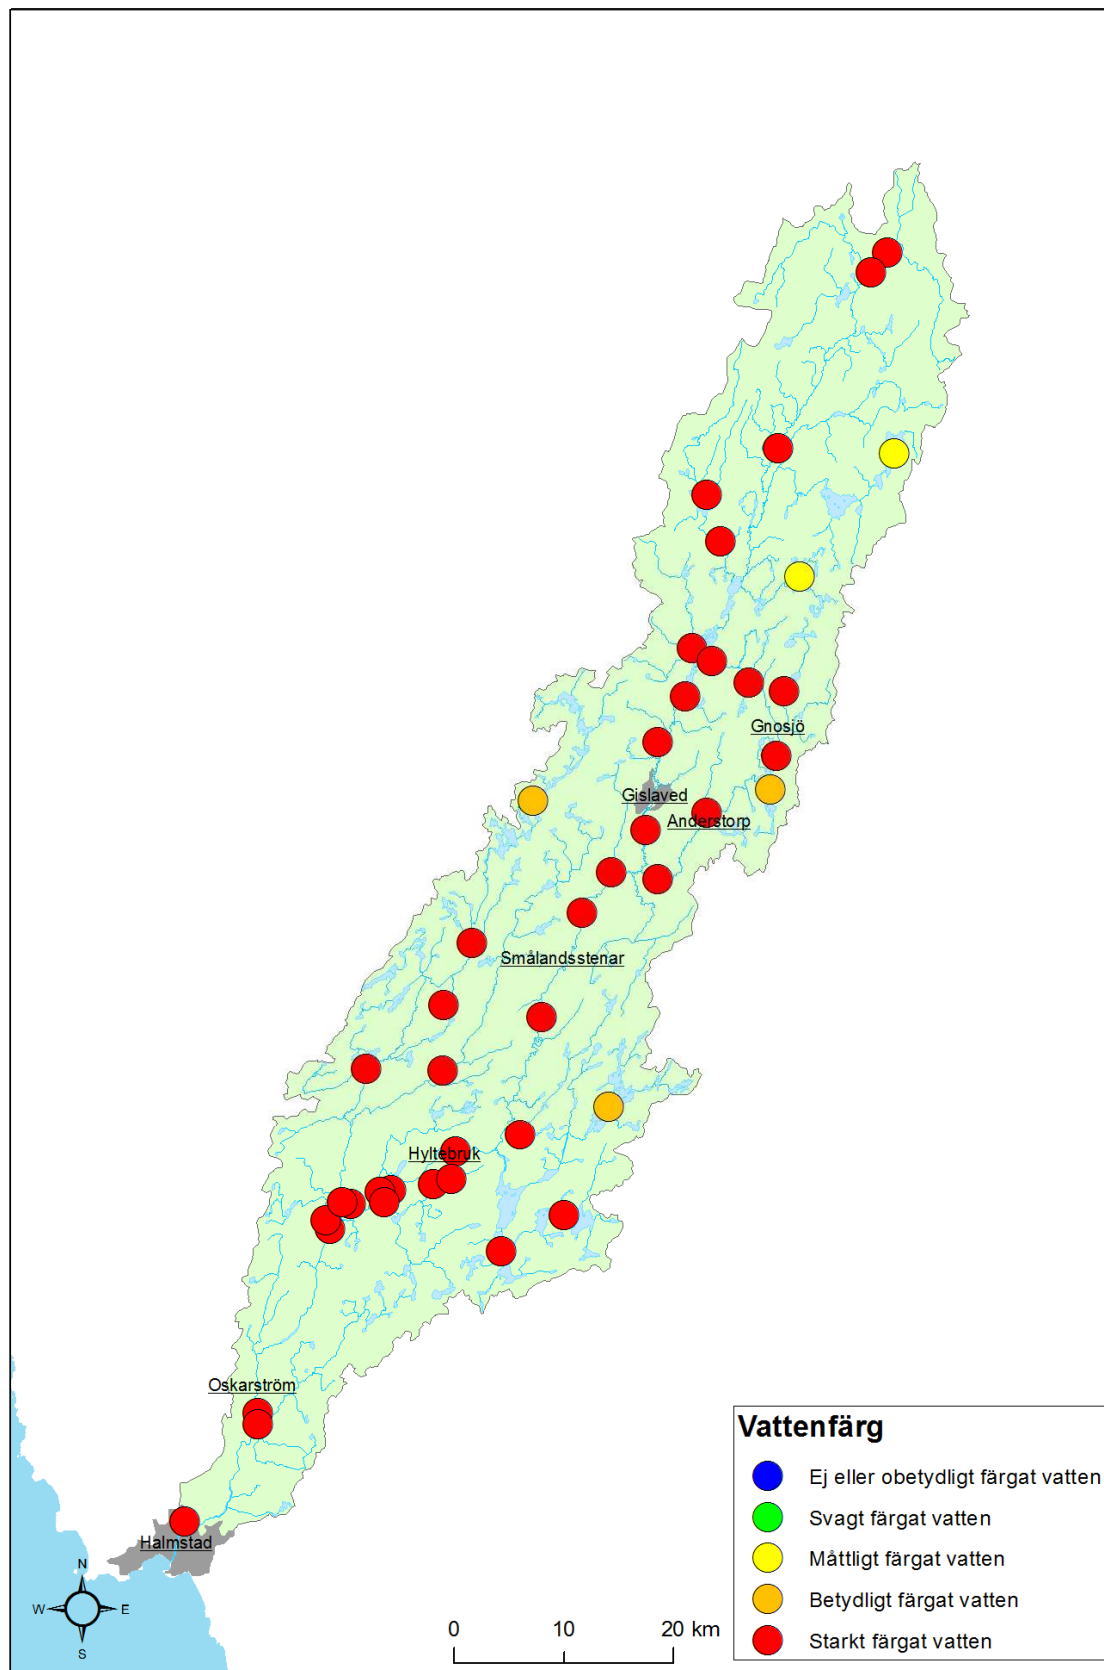 Gnosjö
Gislaved
Anderstorp
Smålandsstenar
Hyltebruk
Oskarström
Halmstad
N
W E
S
0 10 20 km
Vattenfärg
Ej eller obetydligt färgat vatten
Svagt färgat vatten
Måttligt färgat vatten
Betydligt färgat vatten
Starkt färgat vatten